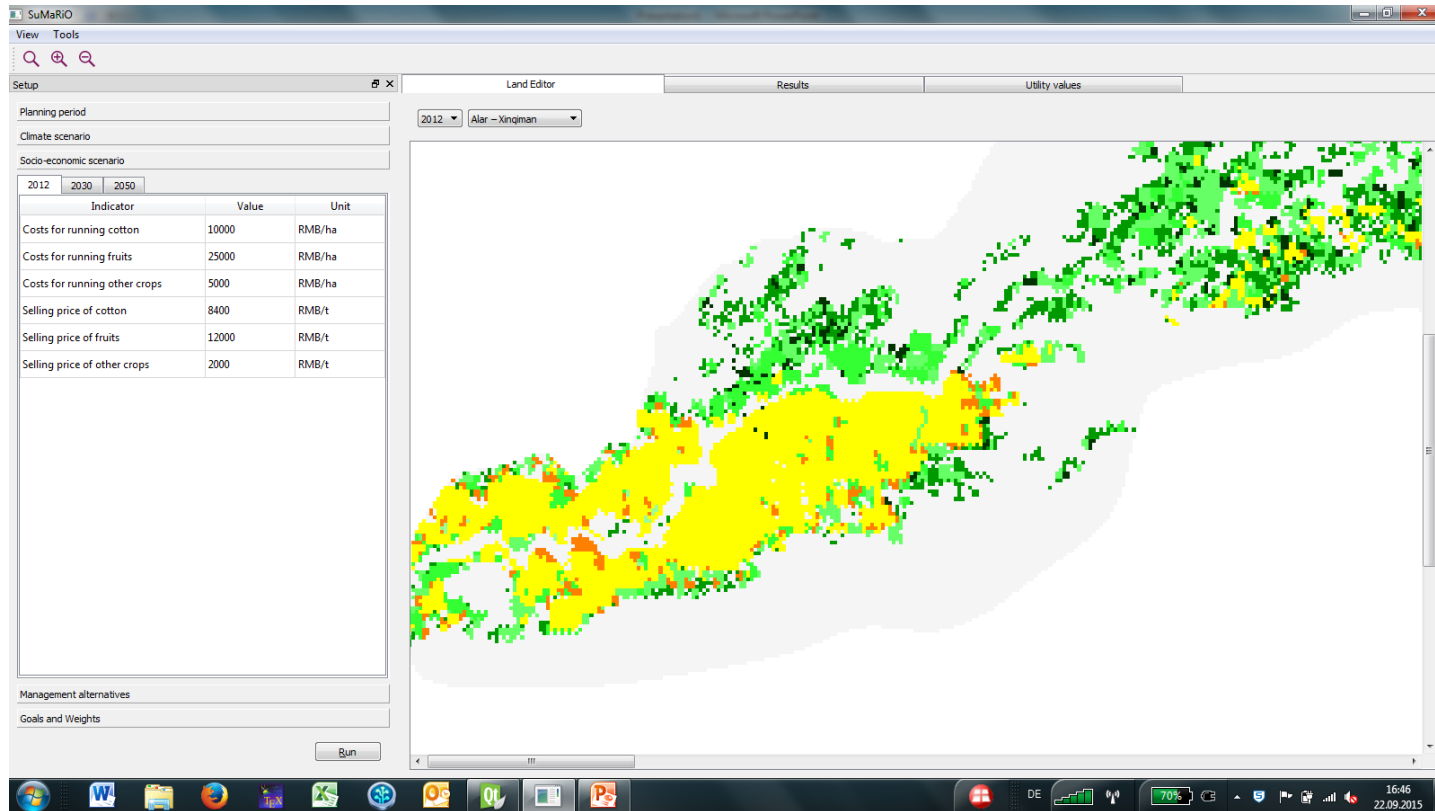 SuMaRiO
View Tools
Setup
Land Editor
Results
Utility values
Planning period
Climate scenario
Socio-economic scenario
2012 2030 2050
Indicator Value Unit
Costs for running cotton 10000 RMB/ha
Costs for running fruits 25000 RMB/ha
Costs for running other crops 5000 RMB/ha
Selling price of cotton 8400 RMB/t
Selling price of fruits 12000 RMB/t
Selling price of other crops 2000 RMB/t
Management alternatives
Goals and Weights
Run
2012 Alar – Xinqiman
DE 70% 16:46
22.09.2015